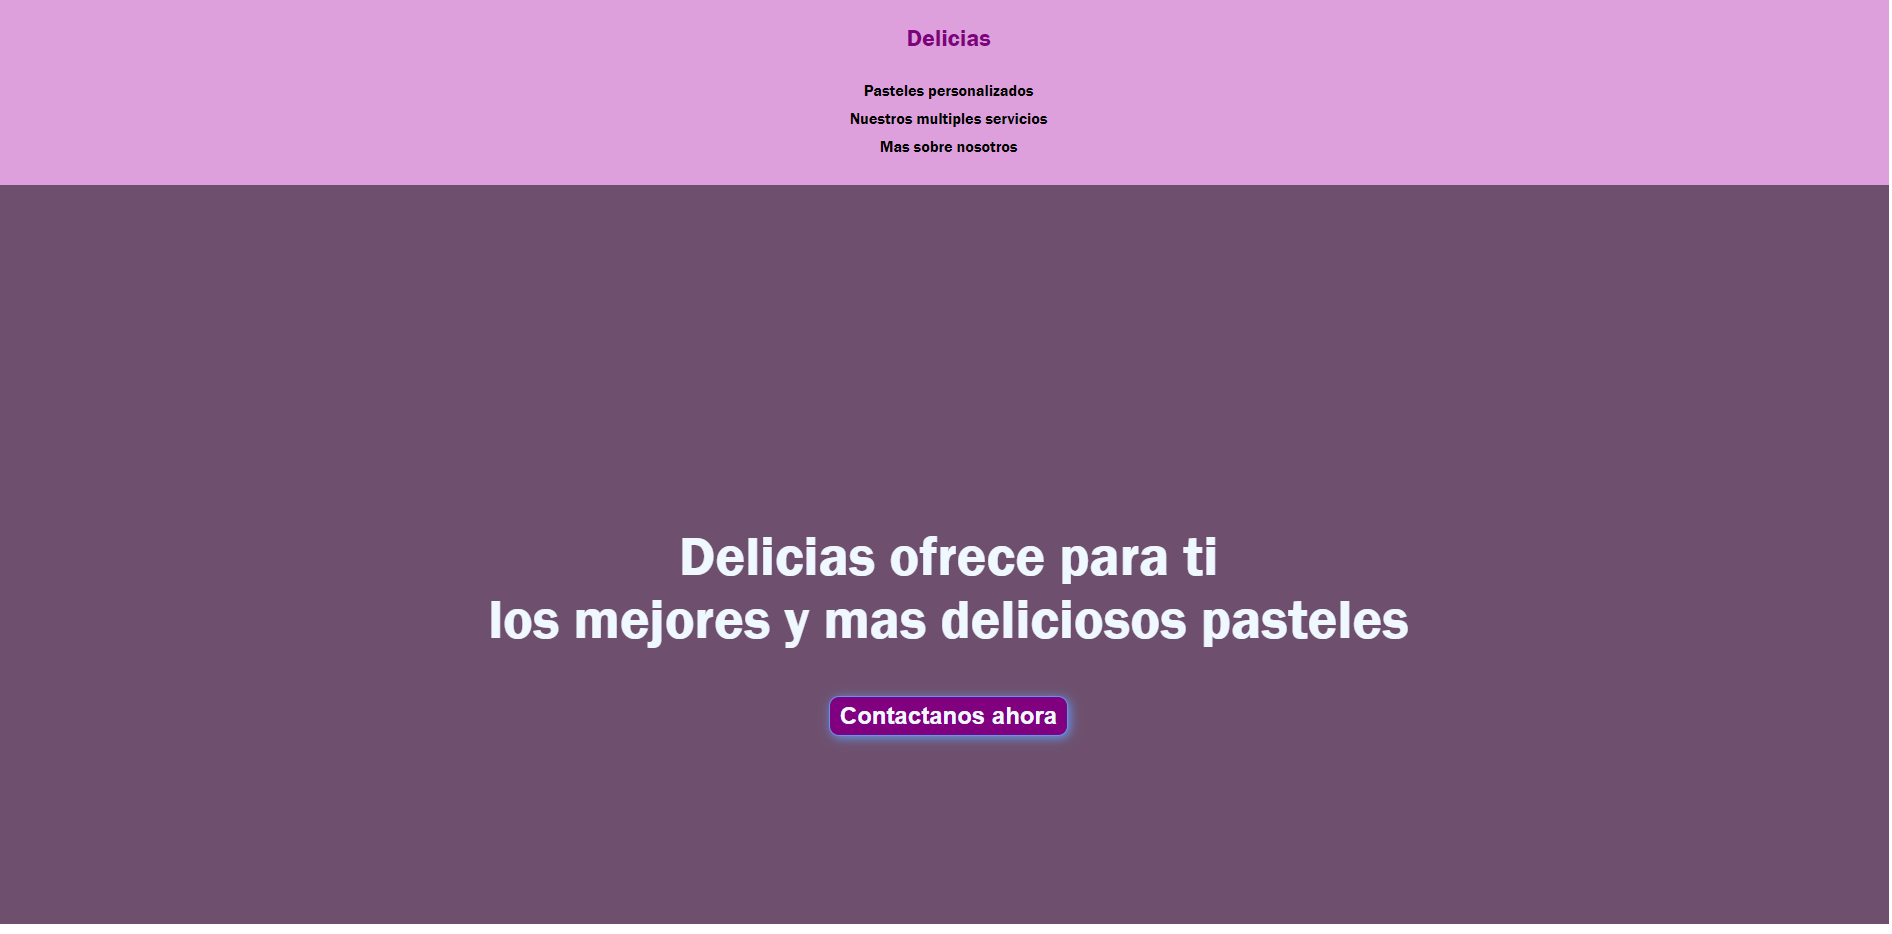 Delicias
Pasteles personalizados
Nuestros multiples servicios
Mas sobre nosotros
Delicias ofrece para ti
los mejores y mas deliciosos pasteles
Contactanos ahora